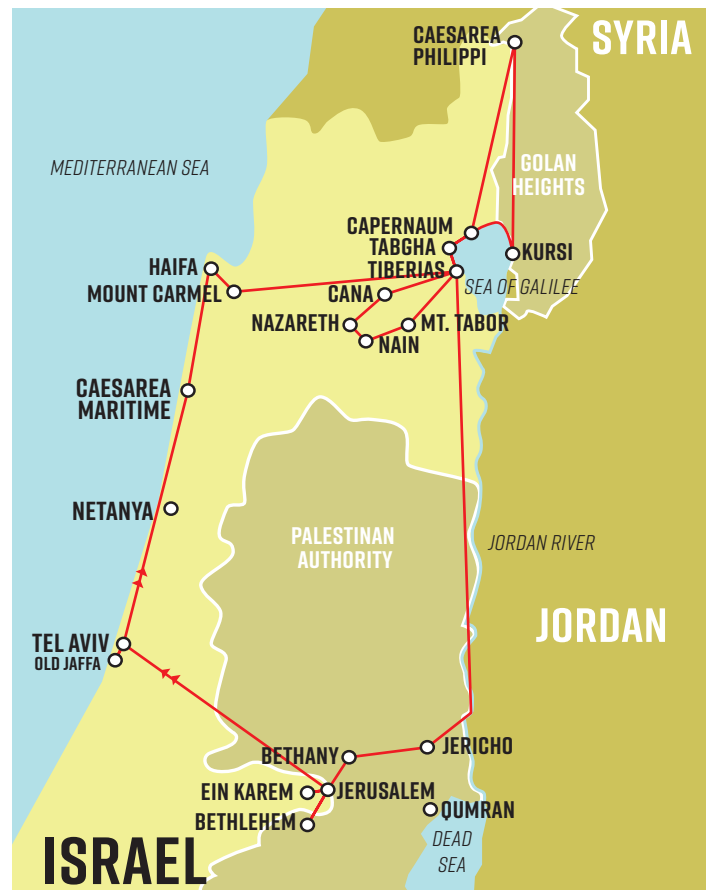 CAESAREA
PHILIPPI
SYRIA
MEDITERRANEAN SEA
GOLAN
HEIGHTS
CAPERNAUM
TABGHA
KURSI
HAIFA
TIBERIAS
SEA OF GALILEE
MOUNT CARMEL
CANA
NAZARETH
MT. TABOR
NAIN
CAESAREA
MARITIME
NETANYA
PALESTINAN
AUTHORITY
JORDAN RIVER
JORDAN
TEL AVIV
OLD JAFFA
JERICHO
BETHANY
EIN KAREM
JERUSALEM
QUMRAN
BETHLEHEM
DEAD
SEA
ISRAEL